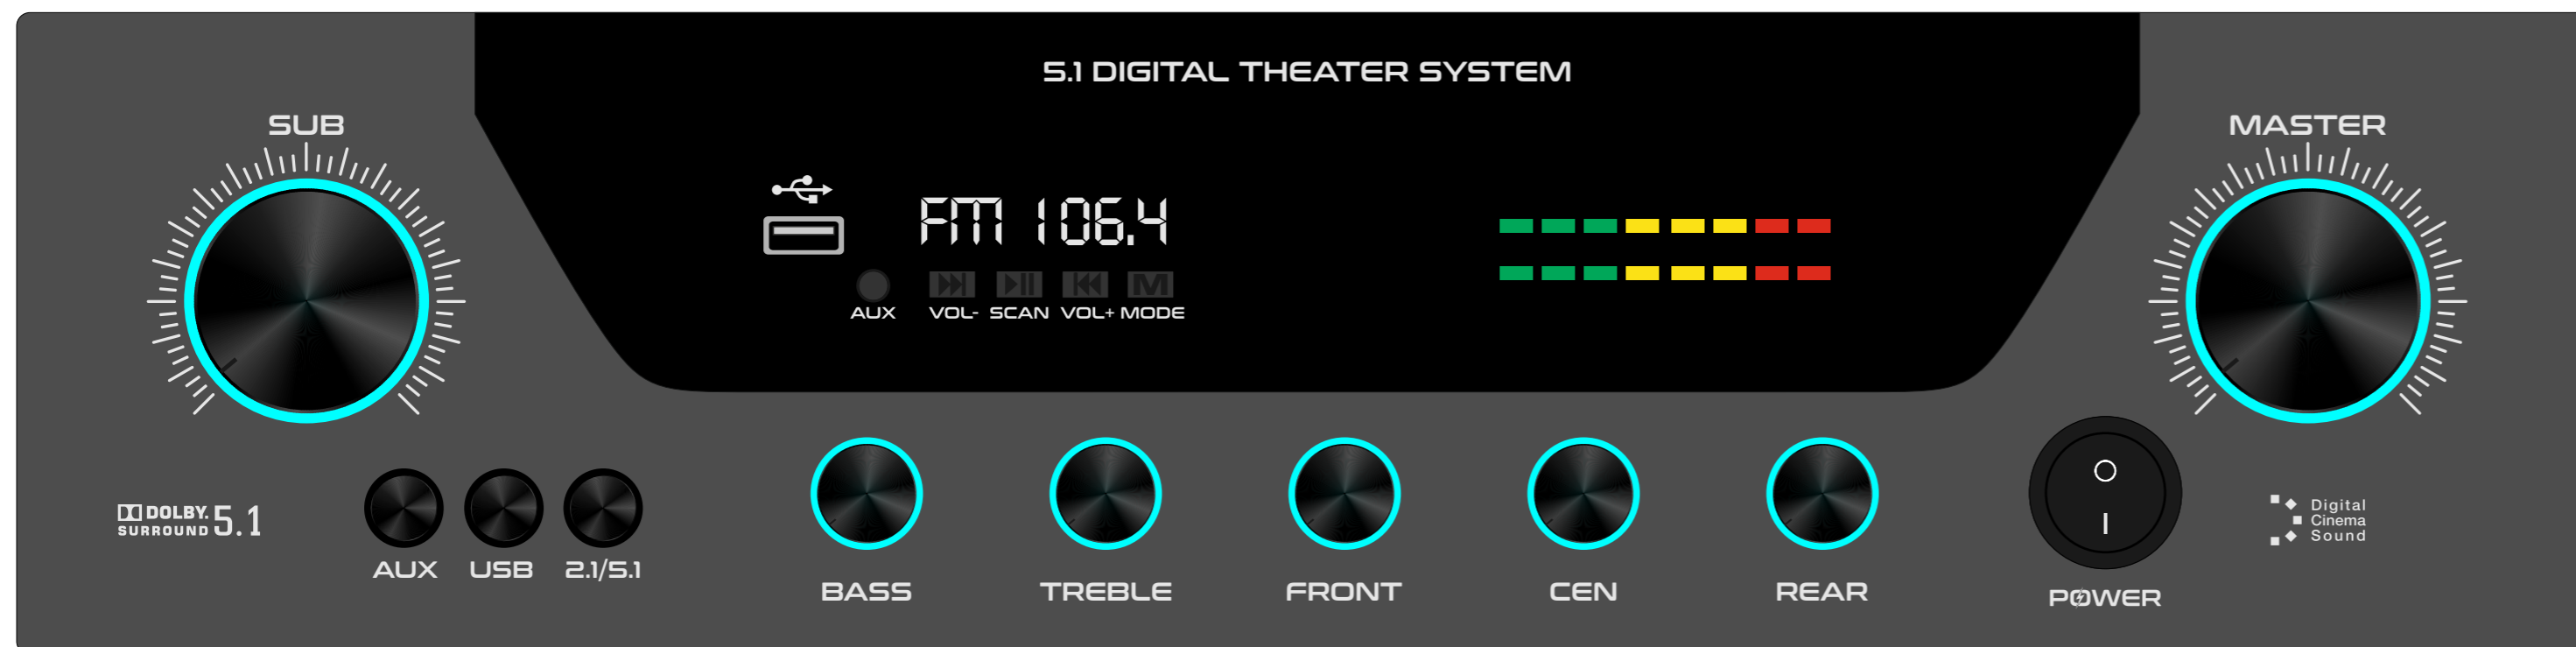 5.1 DIGITAL THEATER SYSTEM
SUB
MASTER
FM 106.4
AUX VOL- SCAN VOL+ MODE
M
DOLBY.
SURROUND 5.1
AUX USB 2.1/5.1
BASS TREBLE FRONT CEN REAR
POWER
Digital
Cinema
Sound